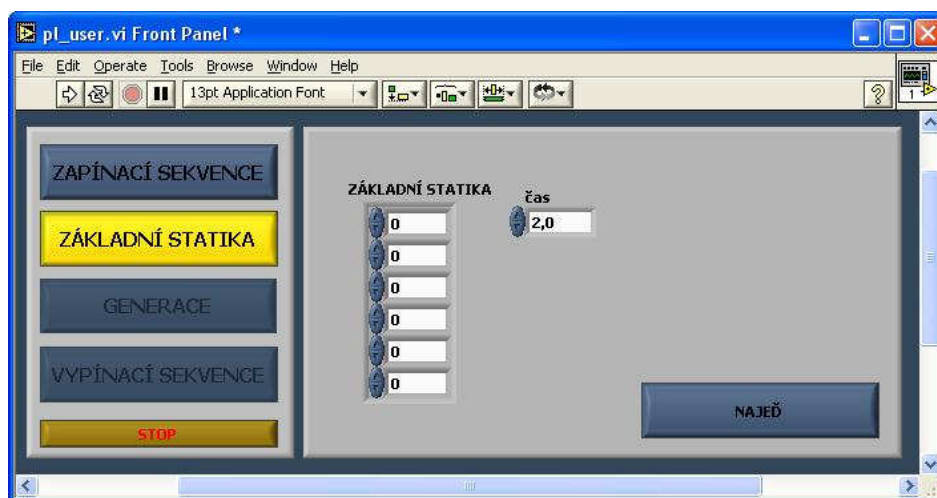 pl_user.vi Front Panel *
File Edit Operate Tools Browse Window Help
13pt Application Font
?
1
ZAPÍNACÍ SEKVENCE
ZÁKLADNÍ STATIKA
GENERACE
VYPÍNACÍ SEKVENCE
STOP
ZÁKLADNÍ STATIKA
0
0
0
0
0
0
čas
2,0
NAJEĎ